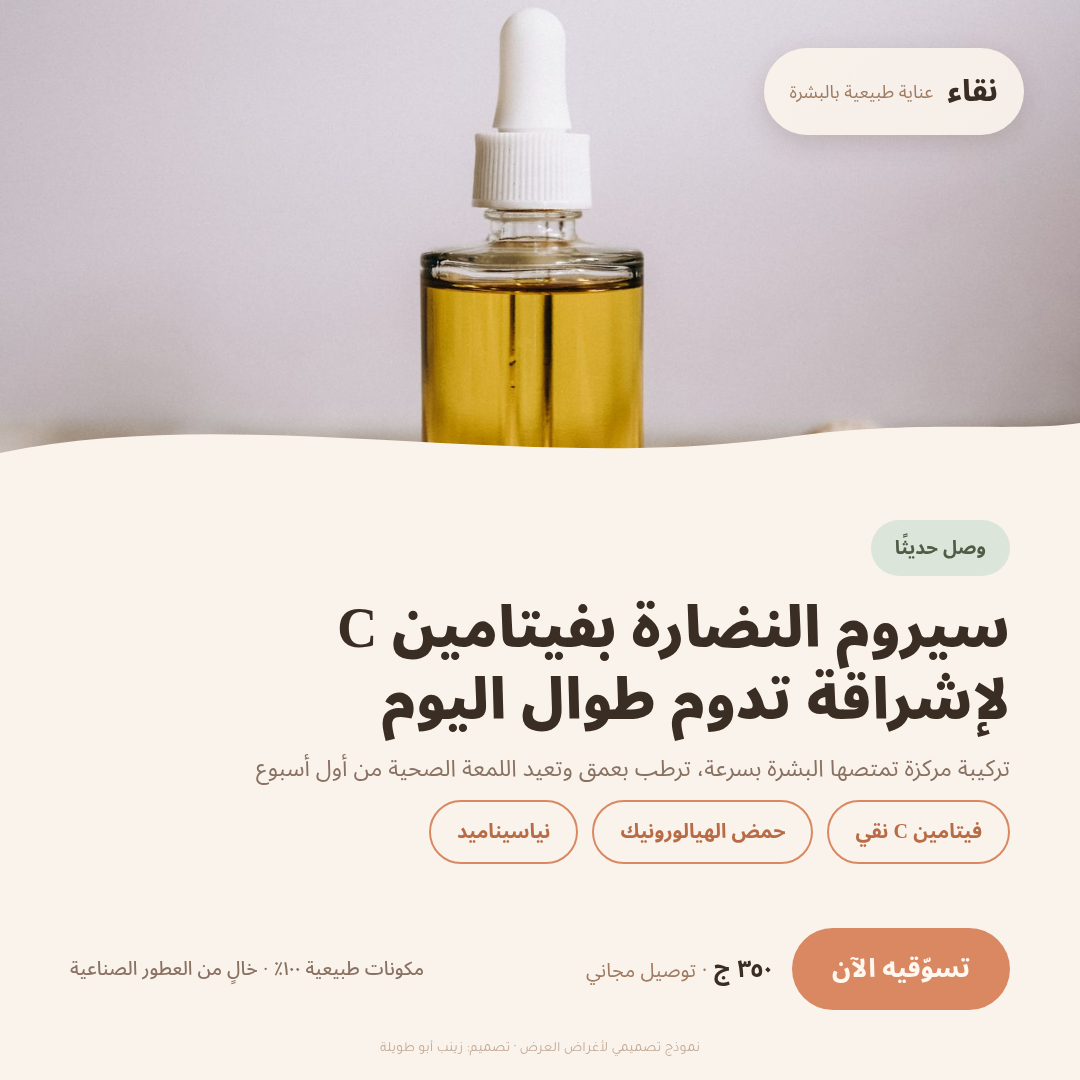 نقاء عناية طبيعية بالبشرة
وصل حديثًا
سيروم النضارة بفيتامين C
لإشراقة تدوم طوال اليوم
تركيبة مركزة تمتصها البشرة بسرعة، ترطب بعمق وتعيد اللمعة الصحية من أول أسبوع
فيتامين C نقي
حمض الهيالورونيك
نياسيناميد
تسوّقيه الآن
٣٥٠ ج · توصيل مجاني
مكونات طبيعية ١٠٠٪ · خالٍ من العطور الصناعية
نموذج تصميمي لأغراض العرض · تصميم: زينب أبو طويلة